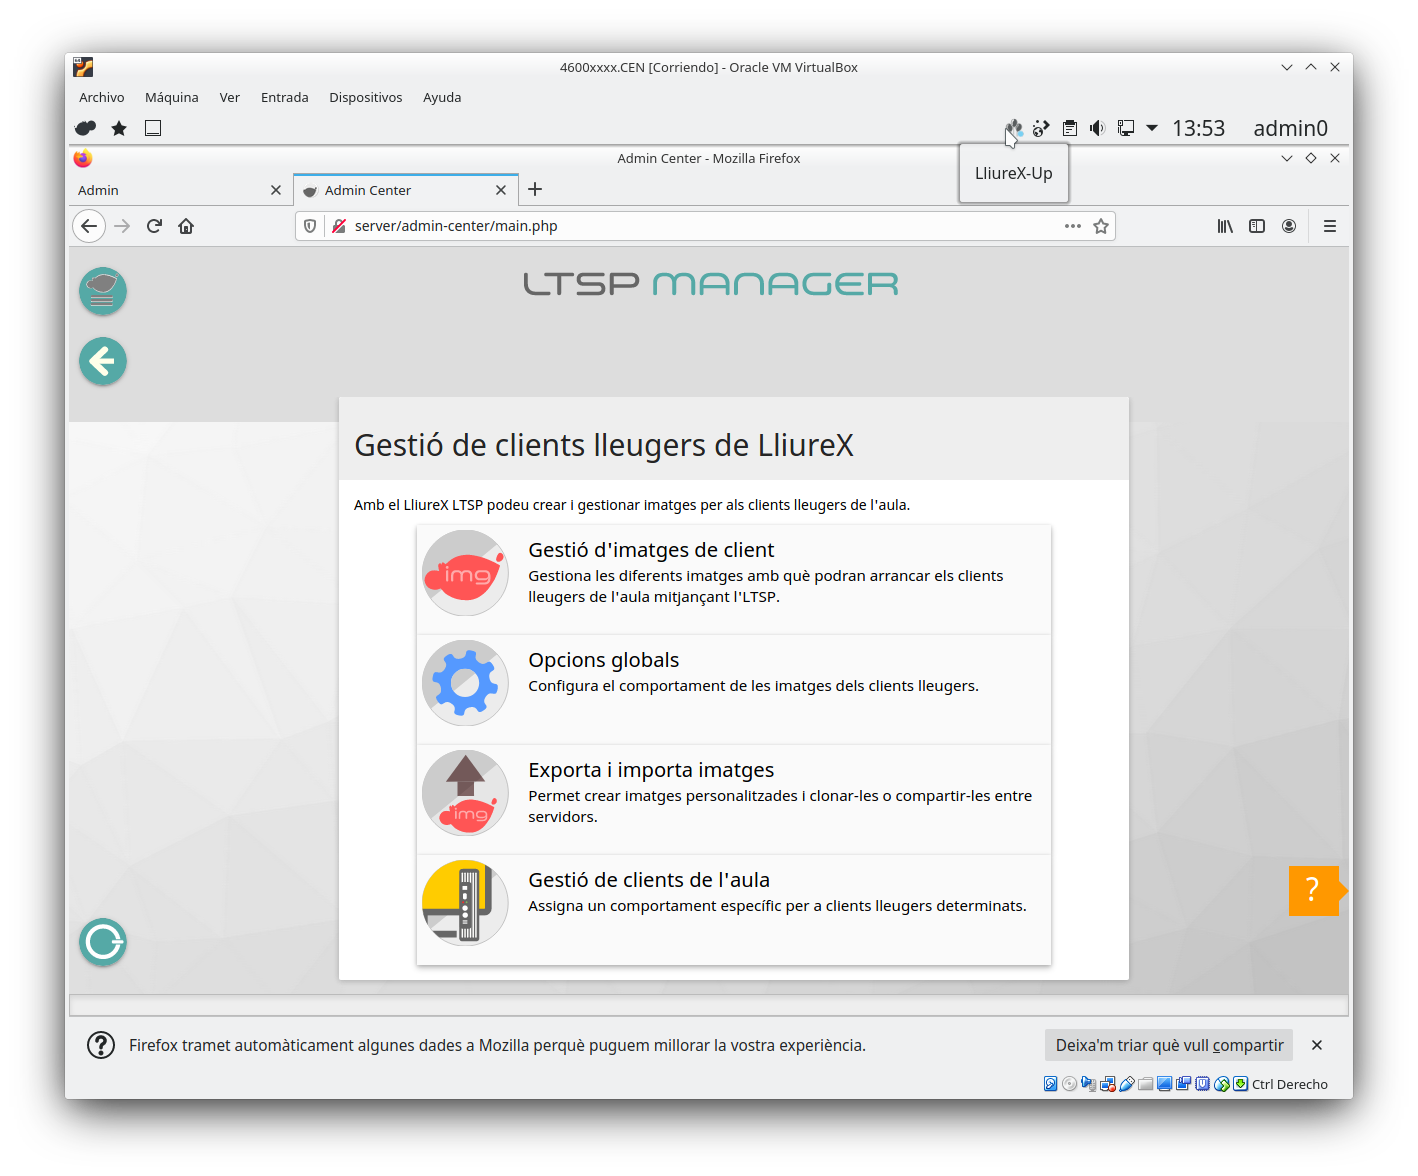 4600xxxx.CEN [Corriendo] - Oracle VM VirtualBox
Archivo Máquina Ver Entrada Dispositivos Ayuda
13:53 admin0
Admin Center - Mozilla Firefox
LliureX-Up
Admin Admin Center
server/admin-center/main.php
LTSP MANAGER
Gestió de clients lleugers de LliureX
Amb el LliureX LTSP podeu crear i gestionar imatges per als clients lleugers de l'aula.
img
Gestió d'imatges de client
Gestiona les diferents imatges amb què podran arrancar els clients
lleugers de l'aula mitjançant l'LTSP.
Opcions globals
Configura el comportament de les imatges dels clients lleugers.
img
Exporta i importa imatges
Permet crear imatges personalitzades i clonar-les o compartir-les entre
servidors.
Gestió de clients de l'aula
Assigna un comportament específic per a clients lleugers determinats.
?
Firefox tramet automàticament algunes dades a Mozilla perquè puguem millorar la vostra experiència.
Deixa'm triar què vull compartir
Ctrl Derecho